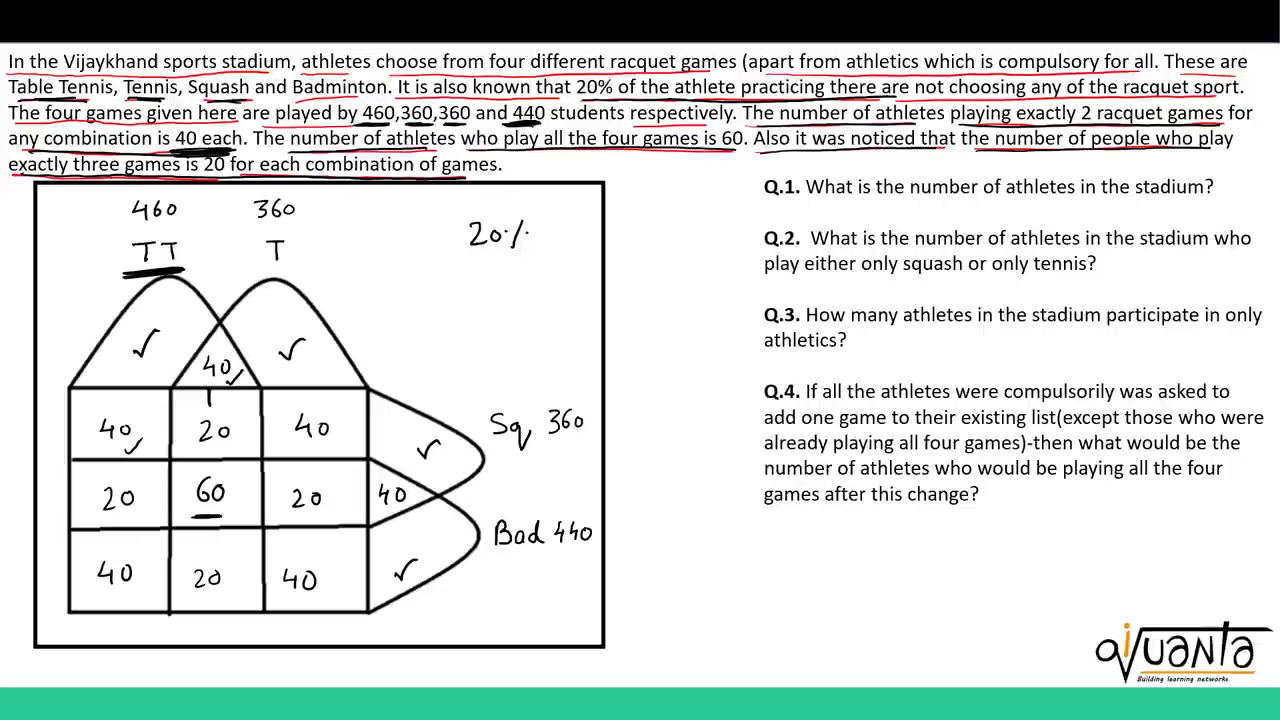 In the Vijaykhand sports stadium, athletes choose from four different racquet games (apart from athletics which is compulsory for all. These are
Table Tennis, Tennis, Squash and Badminton. It is also known that 20% of the athlete practicing there are not choosing any of the racquet sport.
The four games given here are played by 460,360,360 and 440 students respectively. The number of athletes playing exactly 2 racquet games for
any combination is 40 each. The number of athletes who play all the four games is 60. Also it was noticed that the number of people who play
exactly three games is 20 for each combination of games.
460 360
TT T
20%
40
40 20 40
Sq 360
20 60 20 40
Bad 440
40 20 40
Q.1. What is the number of athletes in the stadium?
Q.2. What is the number of athletes in the stadium who
play either only squash or only tennis?
Q.3. How many athletes in the stadium participate in only
athletics?
Q.4. If all the athletes were compulsorily was asked to
add one game to their existing list(except those who were
already playing all four games)-then what would be the
number of athletes who would be playing all the four
games after this change?
qiVuanta
Building learning networks